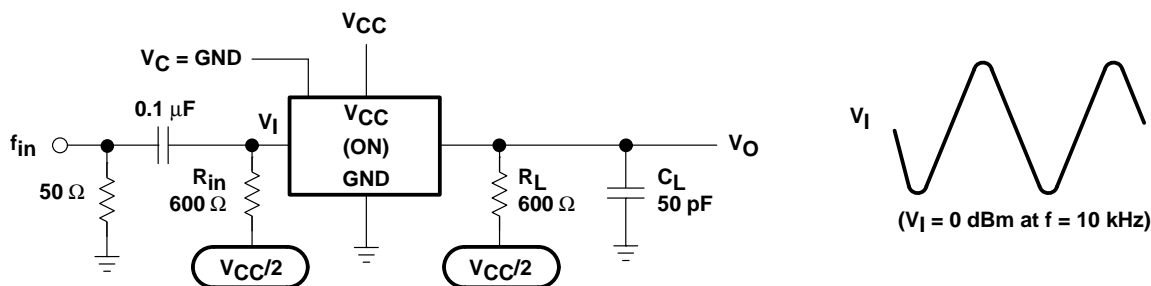 VCC
VC = GND
0.1 μF
fin
50 Ω
VI
Rin
600 Ω
VCC/2
VCC
(ON)
GND
RL
600 Ω
VCC/2
CL
50 pF
VO
VI
(VI = 0 dBm at f = 10 kHz)